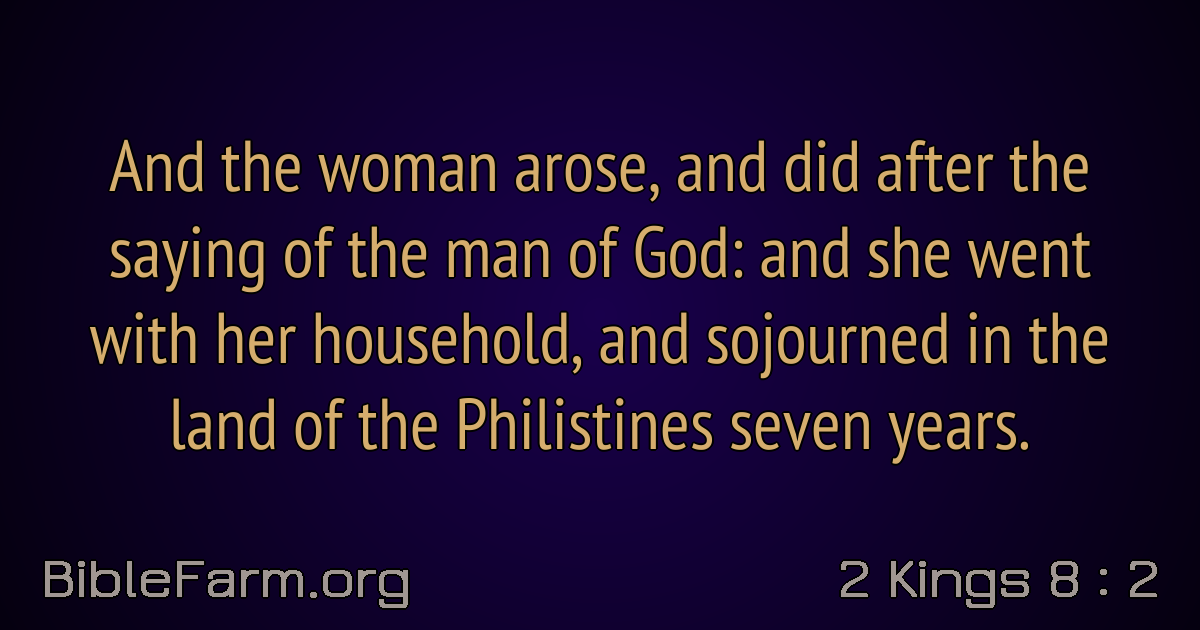 And the woman arose, and did after the
saying of the man of God: and she went
with her household, and sojourned in the
land of the Philistines seven years.
BibleFarm.org
2 Kings 8 : 2